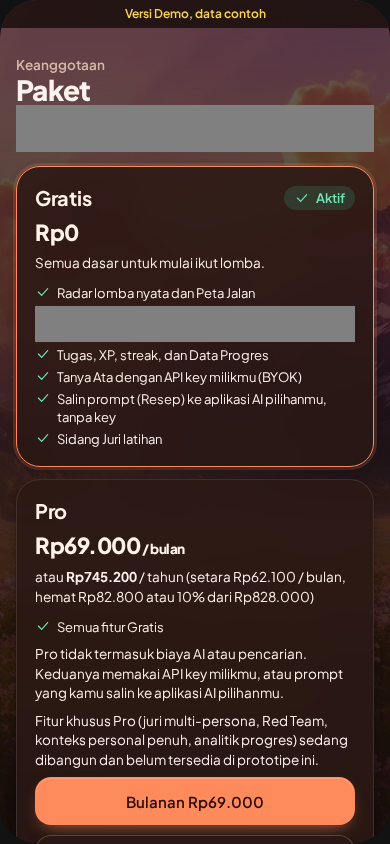 Versi Demo, data contoh
Keanggotaan
Paket
Gratis
Aktif
Rp0
Semua dasar untuk mulai ikut lomba.
Radar lomba nyata dan Peta Jalan
Tugas, XP, streak, dan Data Progres
Tanya Ata dengan API key milikmu (BYOK)
Salin prompt (Resep) ke aplikasi AI pilihanmu,
tanpa key
Sidang Juri latihan
Pro
Rp69.000 / bulan
atau Rp745.200 / tahun (setara Rp62.100 / bulan,
hemat Rp82.800 atau 10% dari Rp828.000)
Semua fitur Gratis
Pro tidak termasuk biaya AI atau pencarian.
Keduanya memakai API key milikmu, atau prompt
yang kamu salin ke aplikasi AI pilihanmu.
Fitur khusus Pro (juri multi-persona, Red Team,
konteks personal penuh, analitik progres) sedang
dibangun dan belum tersedia di prototipe ini.
Bulanan Rp69.000